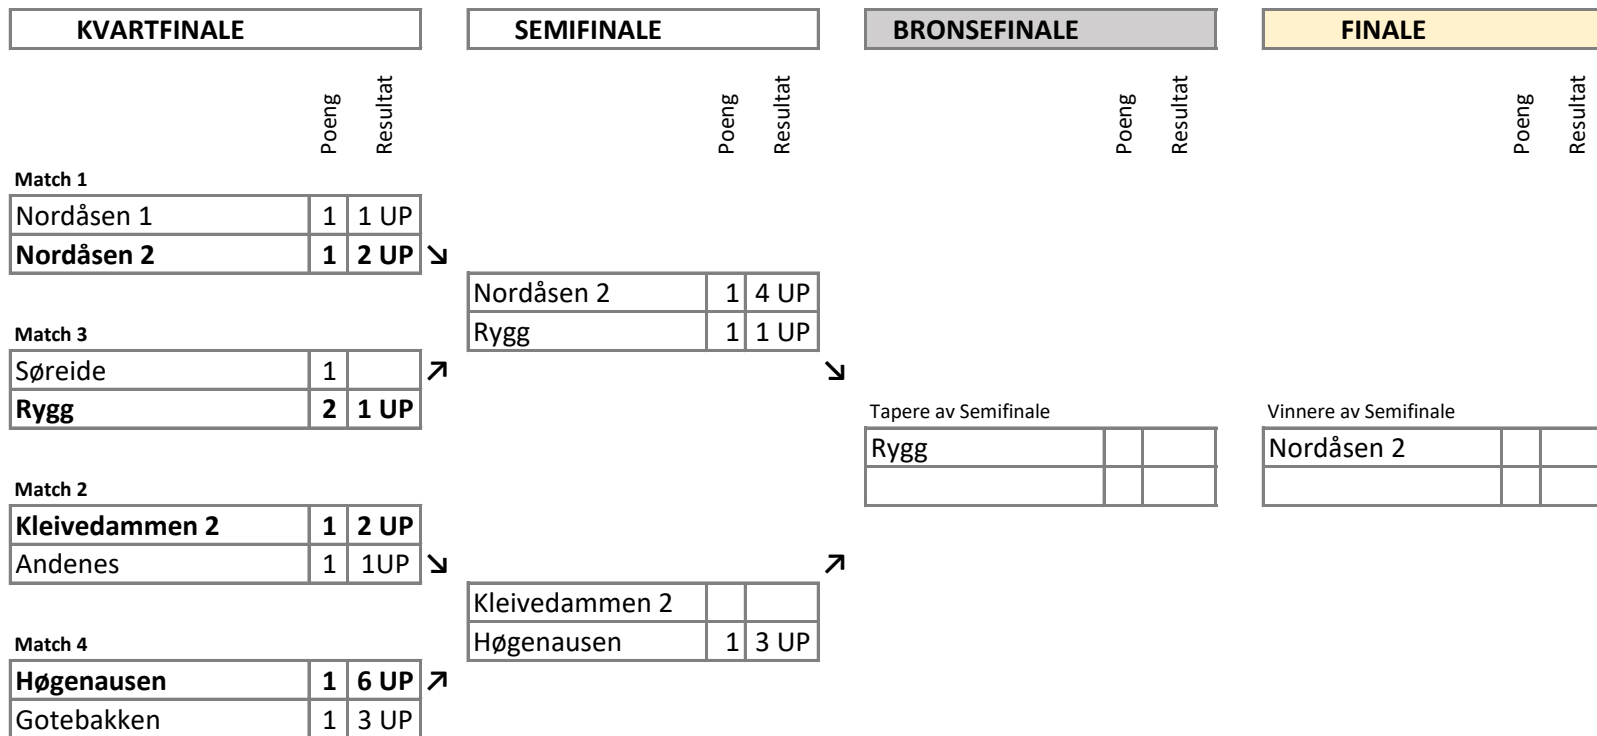 KVARTFINALE SEMIFINALE BRONSEFINALE FINALE
Poeng Resultat Poeng Resultat Poeng Resultat Poeng Resultat
Match 1
Nordåsen 1 1 1 UP
Nordåsen 2 1 2 UP ↘
Nordåsen 2 1 4 UP
Match 3 Rygg 1 1 UP
Søreide 1 ↗ ↘
Rygg 2 1 UP Tapere av Semifinale Vinnere av Semifinale
Rygg Nordåsen 2
Match 2
Kleivedammen 2 1 2 UP
Andenes 1 1UP ↘ ↗
Kleivedammen 2
Match 4 Høgenausen 1 3 UP
Høgenausen 1 6 UP ↗
Gotebakken 1 3 UP